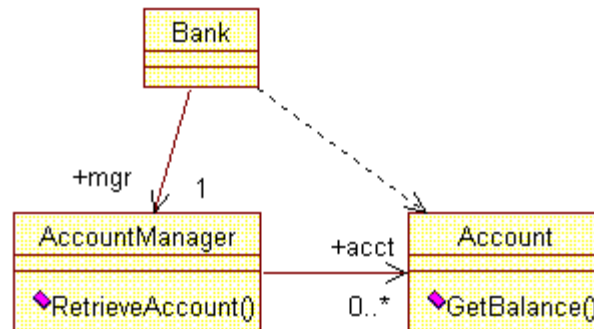 Bank
+mgr
1
AccountManager
RetrieveAccount()
+acct
0..*
Account
GetBalance()